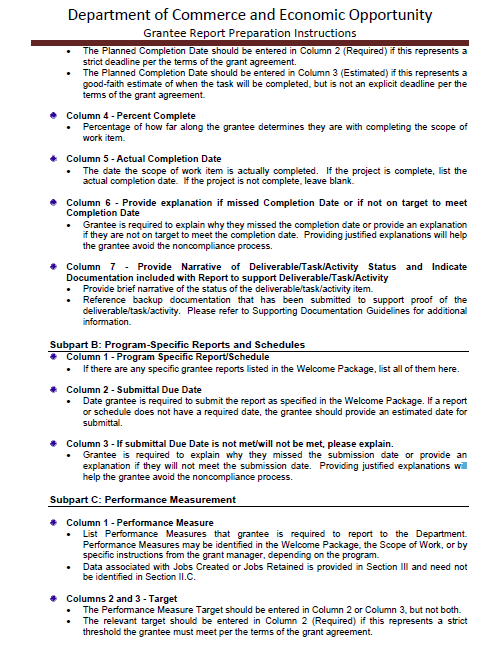 Department of Commerce and Economic Opportunity
Grantee Report Preparation Instructions
• The Planned Completion Date should be entered in Column 2 (Required) if this represents a
strict deadline per the terms of the grant agreement.
• The Planned Completion Date should be entered in Column 3 (Estimated) if this represents a
good-faith estimate of when the task will be completed, but is not an explicit deadline per the
terms of the grant agreement.
Column 4 - Percent Complete
• Percentage of how far along the grantee determines they are with completing the scope of
work item.
Column 5 - Actual Completion Date
• The date the scope of work item is actually completed. If the project is complete, list the
actual completion date. If the project is not complete, leave blank.
Column 6 - Provide explanation if missed Completion Date or if not on target to meet
Completion Date
• Grantee is required to explain why they missed the completion date or provide an explanation
if they are not on target to meet the completion date. Providing justified explanations will help
the grantee avoid the noncompliance process.
Column 7 - Provide Narrative of Deliverable/Task/Activity Status and Indicate
Documentation included with Report to support Deliverable/Task/Activity
• Provide brief narrative of the status of the deliverable/task/activity item.
• Reference backup documentation that has been submitted to support proof of the
deliverable/task/activity. Please refer to Supporting Documentation Guidelines for additional
information.
Subpart B: Program-Specific Reports and Schedules
Column 1 - Program Specific Report/Schedule
• If there are any specific grantee reports listed in the Welcome Package, list all of them here.
Column 2 - Submittal Due Date
• Date grantee is required to submit the report as specified in the Welcome Package. If a report
or schedule does not have a required date, the grantee should provide an estimated date for
submittal.
Column 3 - If submittal Due Date is not met/will not be met, please explain.
• Grantee is required to explain why they missed the submission date or provide an
explanation if they will not meet the submission date. Providing justified explanations will
help the grantee avoid the noncompliance process.
Subpart C: Performance Measurement
Column 1 - Performance Measure
• List Performance Measures that grantee is required to report to the Department.
Performance Measures may be identified in the Welcome Package, the Scope of Work, or by
specific instructions from the grant manager, depending on the program.
• Data associated with Jobs Created or Jobs Retained is provided in Section III and need not
be identified in Section II.C.
Columns 2 and 3 - Target
• The Performance Measure Target should be entered in Column 2 or Column 3, but not both.
• The relevant target should be entered in Column 2 (Required) if this represents a strict
threshold the grantee must meet per the terms of the grant agreement.